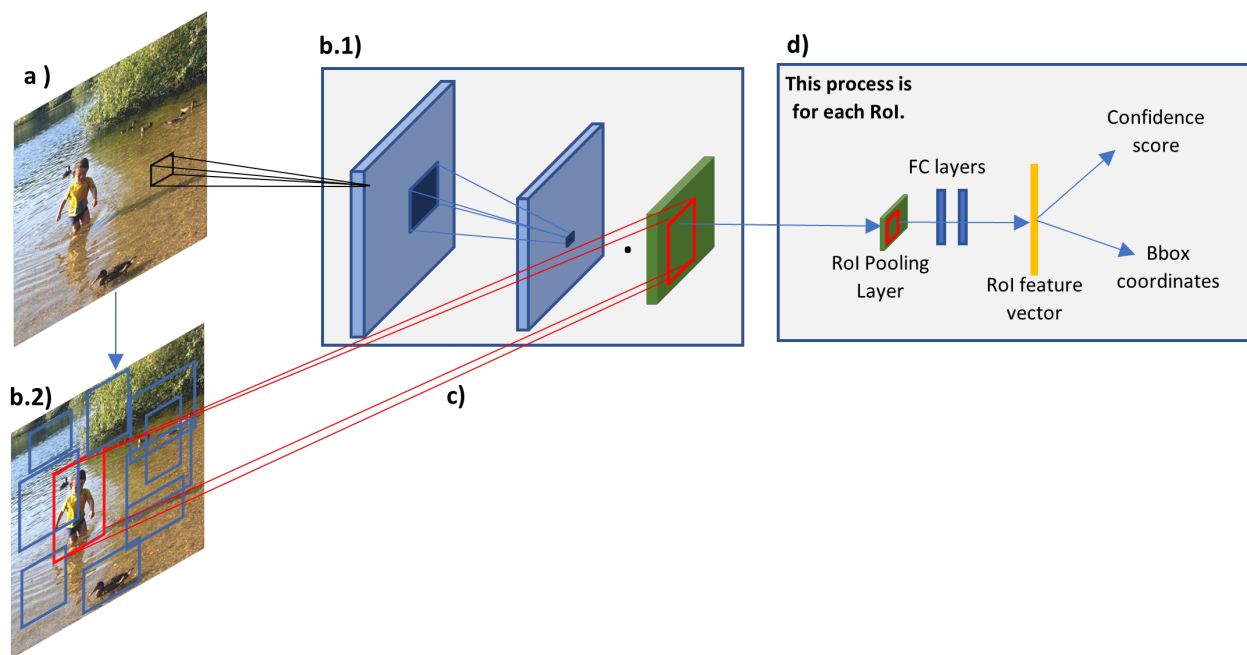 a )
b.1)
d)
This process is
for each RoI.
Confidence
score
FC layers
RoI Pooling
Layer
RoI feature
vector
Bbox
coordinates
b.2)
c)